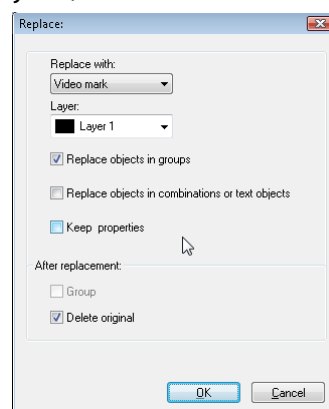 Replace:
Replace with:
Video mark
Layer:
Layer 1
Replace objects in groups
Replace objects in combinations or text objects
Keep properties
After replacement:
Group
Delete original
OK Cancel